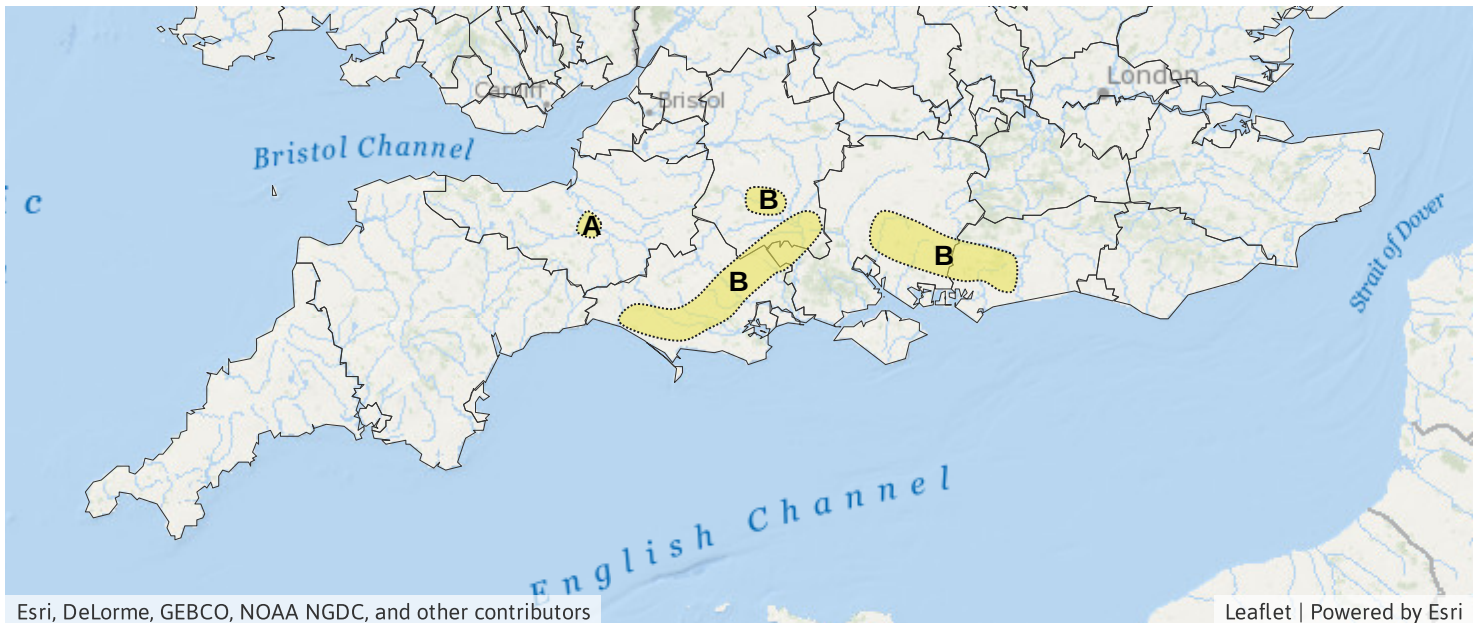 London
Cardiff
Bristol
Bristol Channel
c
B
A
B
B
Strait of Dover
English Channel
Esri, DeLorme, GEBCO, NOAA NGDC, and other contributors
Leaflet | Powered by Esri